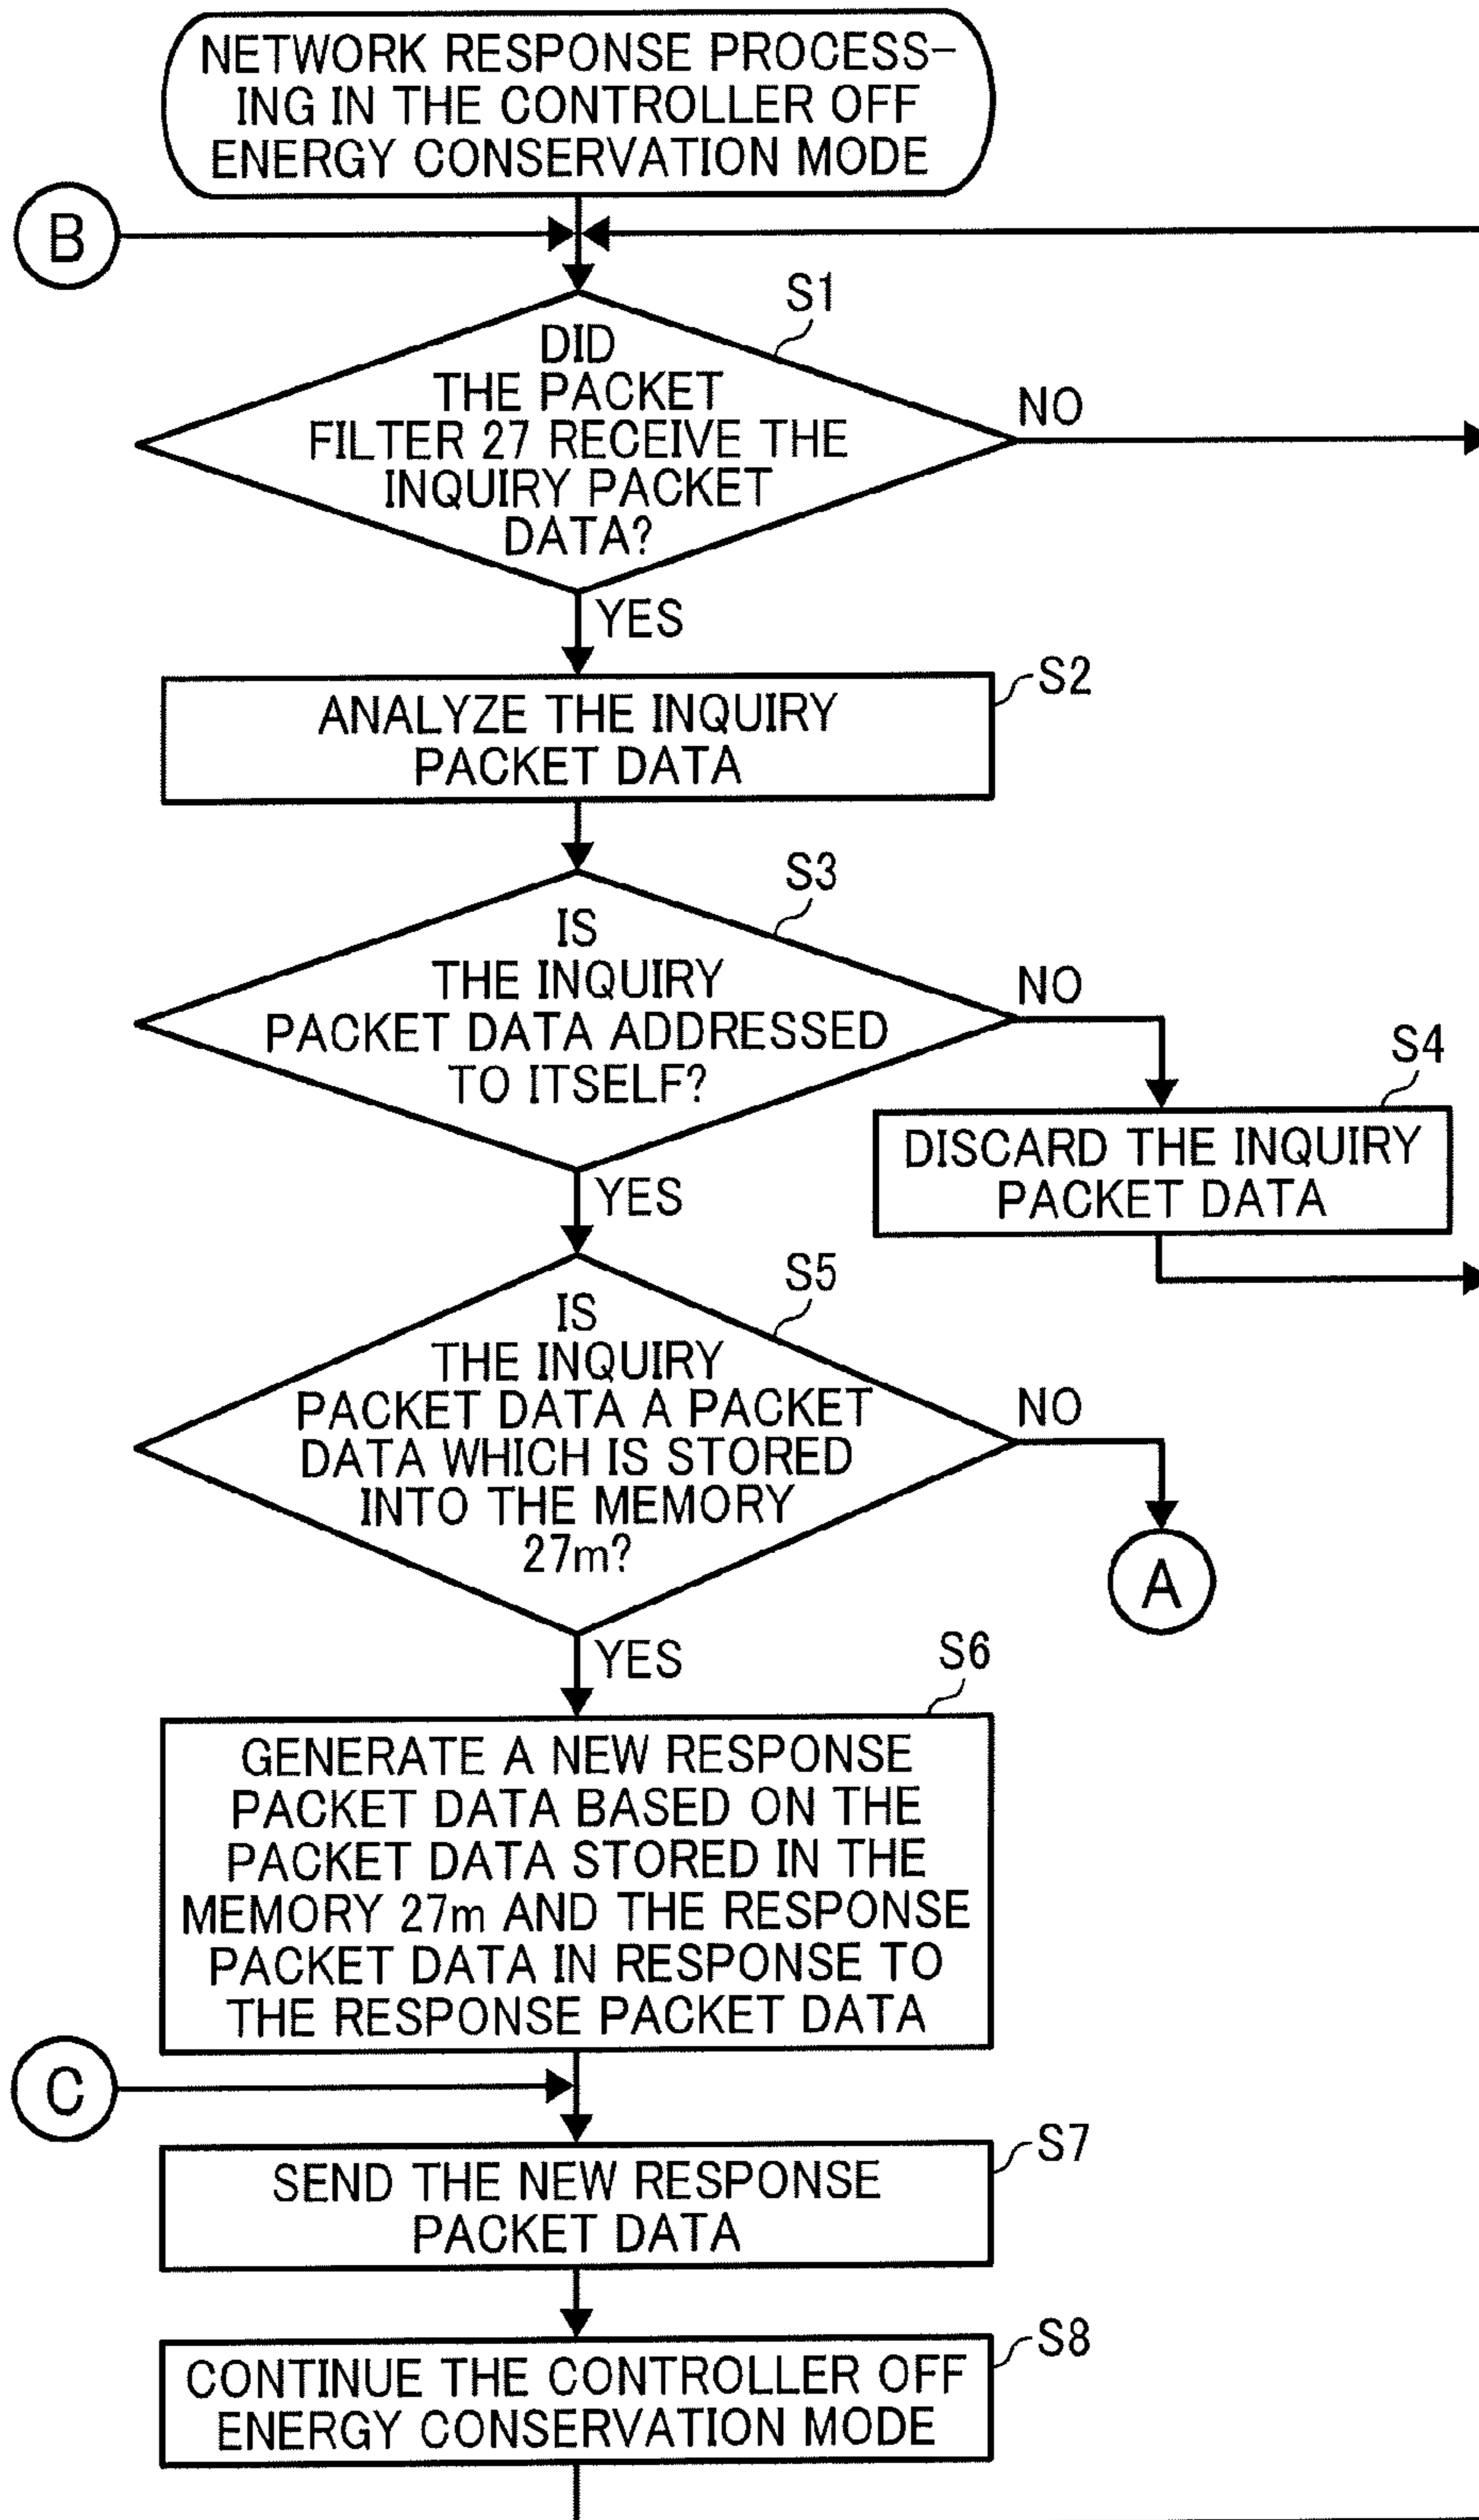 NETWORK RESPONSE PROCESS-
ING IN THE CONTROLLER OFF
ENERGY CONSERVATION MODE
B
S1
DID
THE PACKET
FILTER 27 RECEIVE THE
INQUIRY PACKET
DATA?
NO
YES
S2
ANALYZE THE INQUIRY
PACKET DATA
S3
IS
THE INQUIRY
PACKET DATA ADDRESSED
TO ITSELF?
NO
YES
S4
DISCARD THE INQUIRY
PACKET DATA
S5
IS
THE INQUIRY
PACKET DATA A PACKET
DATA WHICH IS STORED
INTO THE MEMORY
27m?
NO
A
YES
S6
GENERATE A NEW RESPONSE
PACKET DATA BASED ON THE
PACKET DATA STORED IN THE
MEMORY 27m AND THE RESPONSE
PACKET DATA IN RESPONSE TO
THE RESPONSE PACKET DATA
C
S7
SEND THE NEW RESPONSE
PACKET DATA
S8
CONTINUE THE CONTROLLER OFF
ENERGY CONSERVATION MODE